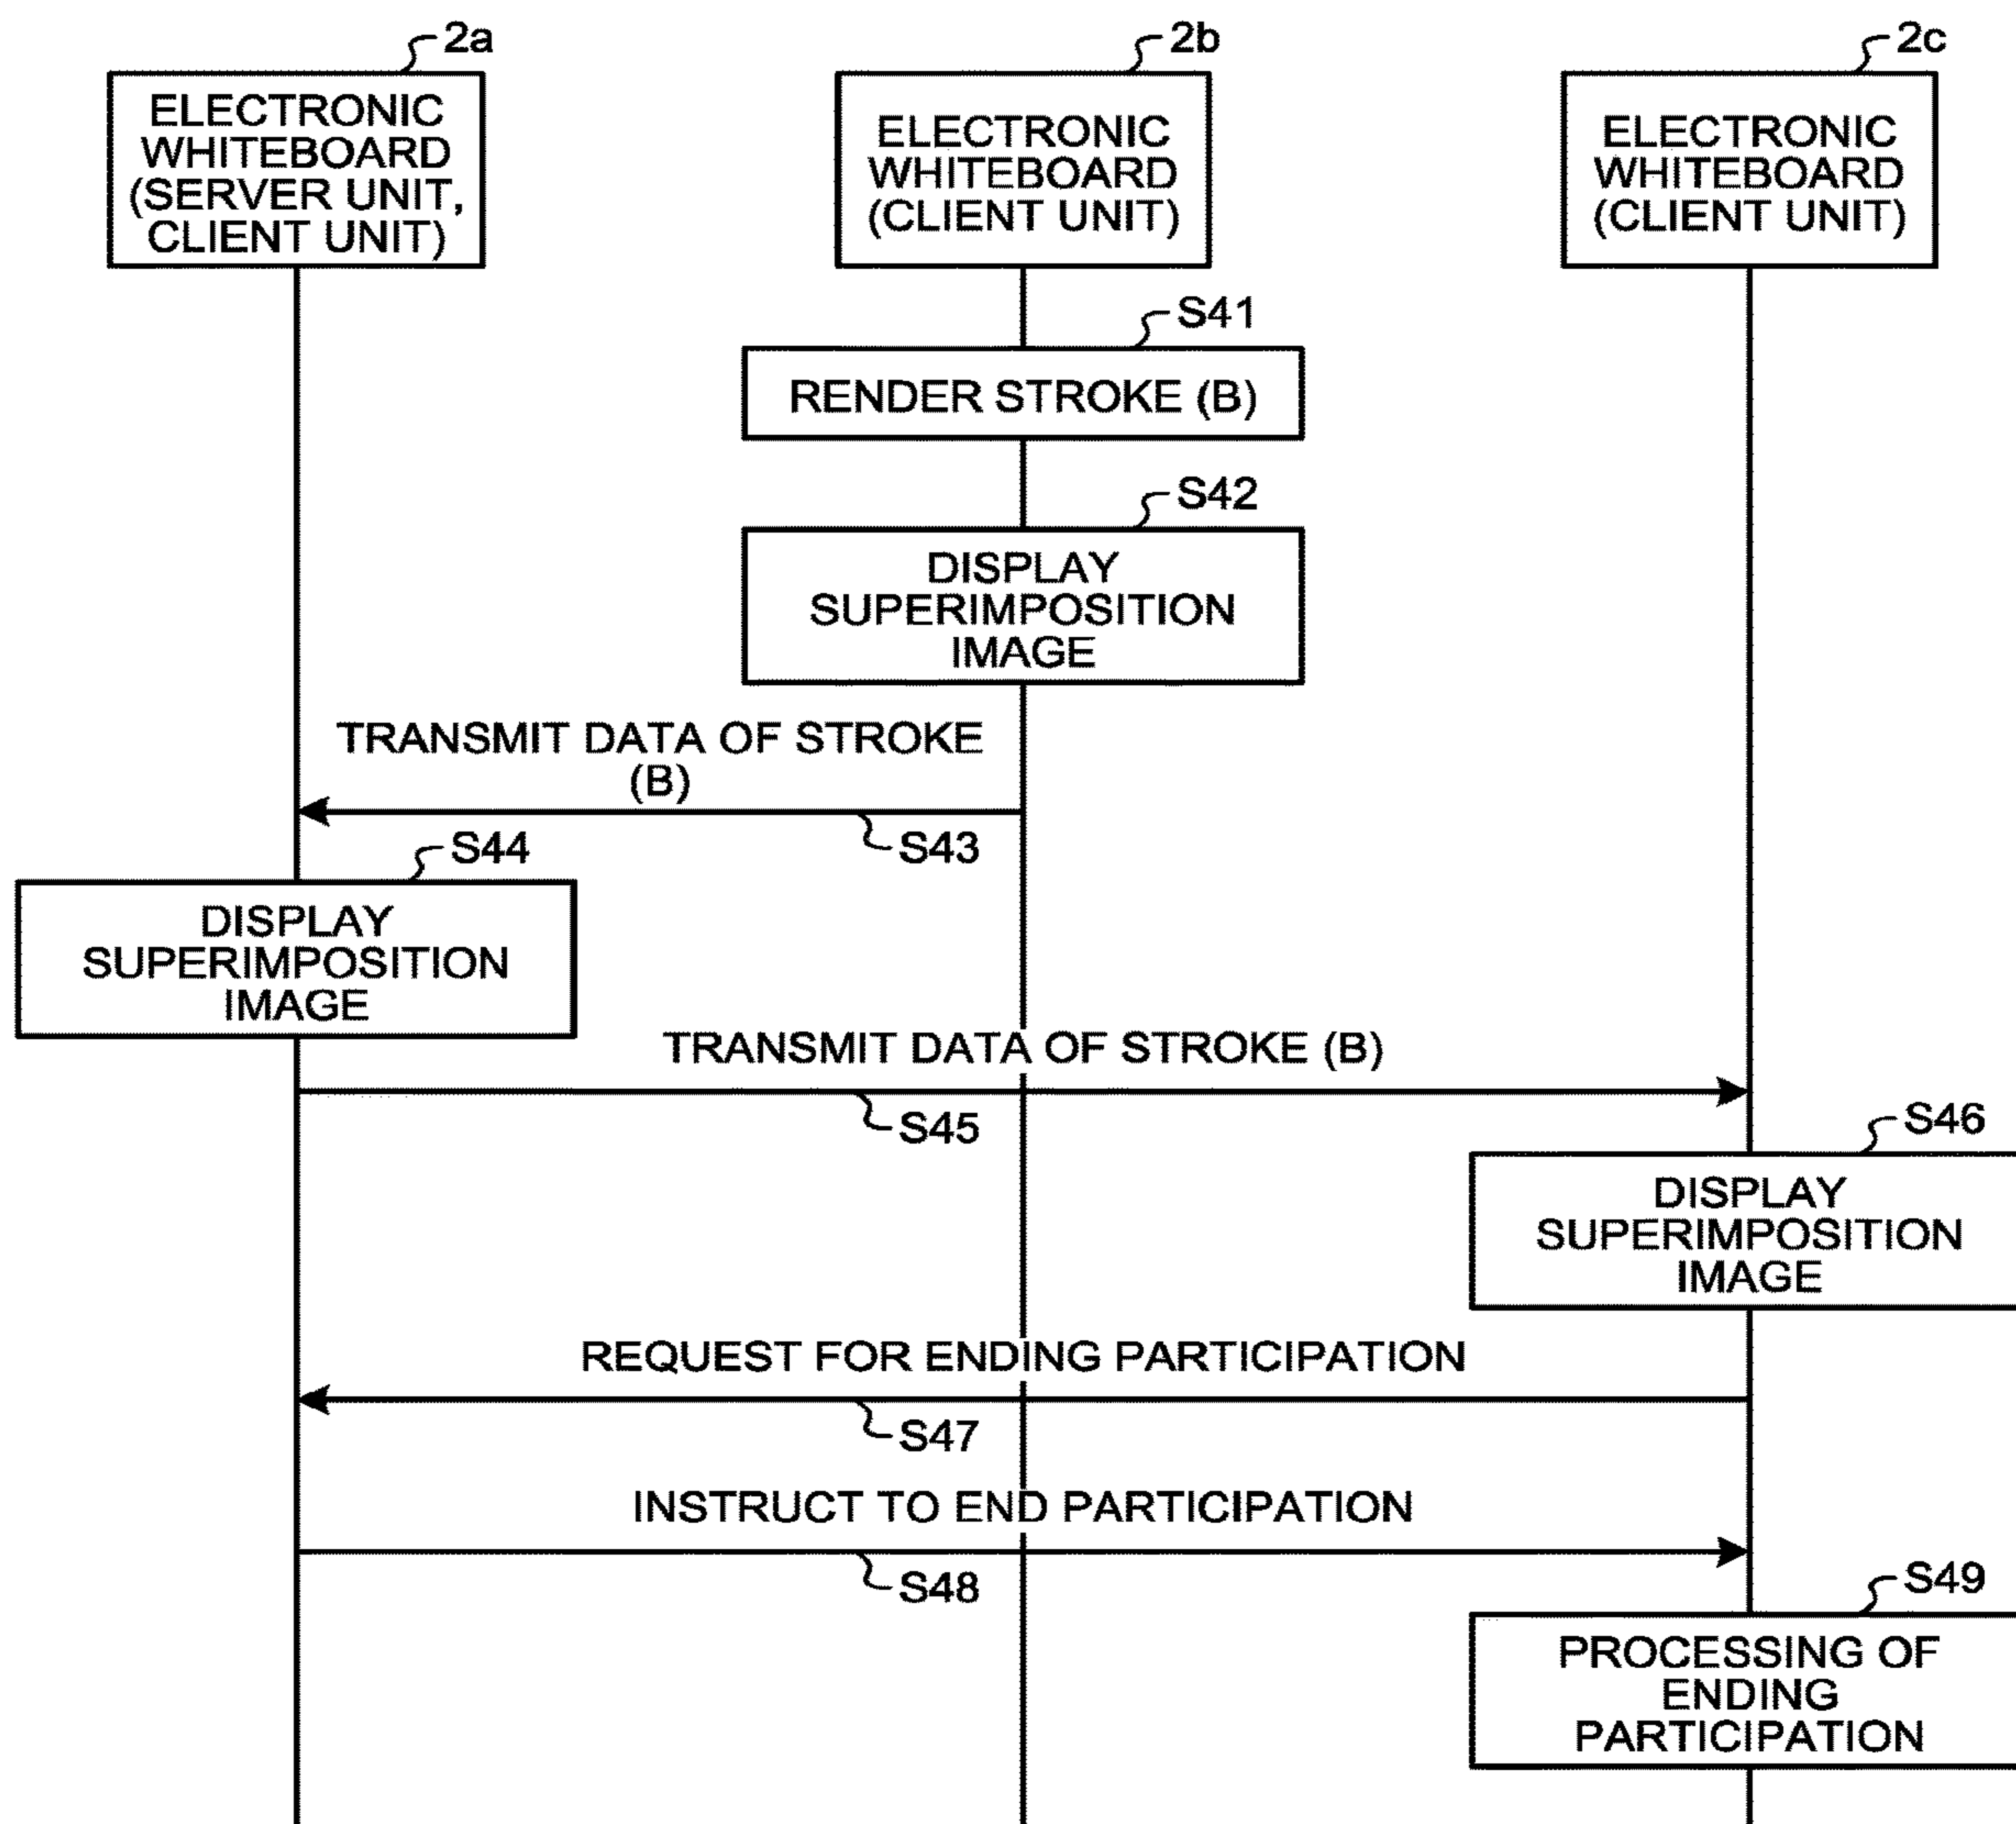 2a
2b
2c
ELECTRONIC
WHITEBOARD
(SERVER UNIT,
CLIENT UNIT)
ELECTRONIC
WHITEBOARD
(CLIENT UNIT)
ELECTRONIC
WHITEBOARD
(CLIENT UNIT)
S41
RENDER STROKE (B)
S42
DISPLAY
SUPERIMPOSITION
IMAGE
TRANSMIT DATA OF STROKE
(B)
S43
S44
DISPLAY
SUPERIMPOSITION
IMAGE
TRANSMIT DATA OF STROKE (B)
S45
S46
DISPLAY
SUPERIMPOSITION
IMAGE
REQUEST FOR ENDING PARTICIPATION
S47
INSTRUCT TO END PARTICIPATION
S48
S49
PROCESSING OF
ENDING
PARTICIPATION